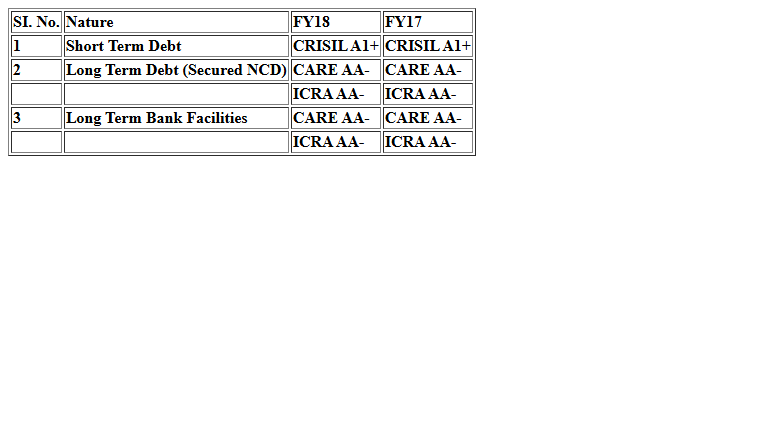 SI. No. Nature FY18 FY17
1 Short Term Debt CRISIL A1+ CRISIL A1+
2 Long Term Debt (Secured NCD) CARE AA- CARE AA-
ICRA AA- ICRA AA-
3 Long Term Bank Facilities CARE AA- CARE AA-
ICRA AA- ICRA AA-